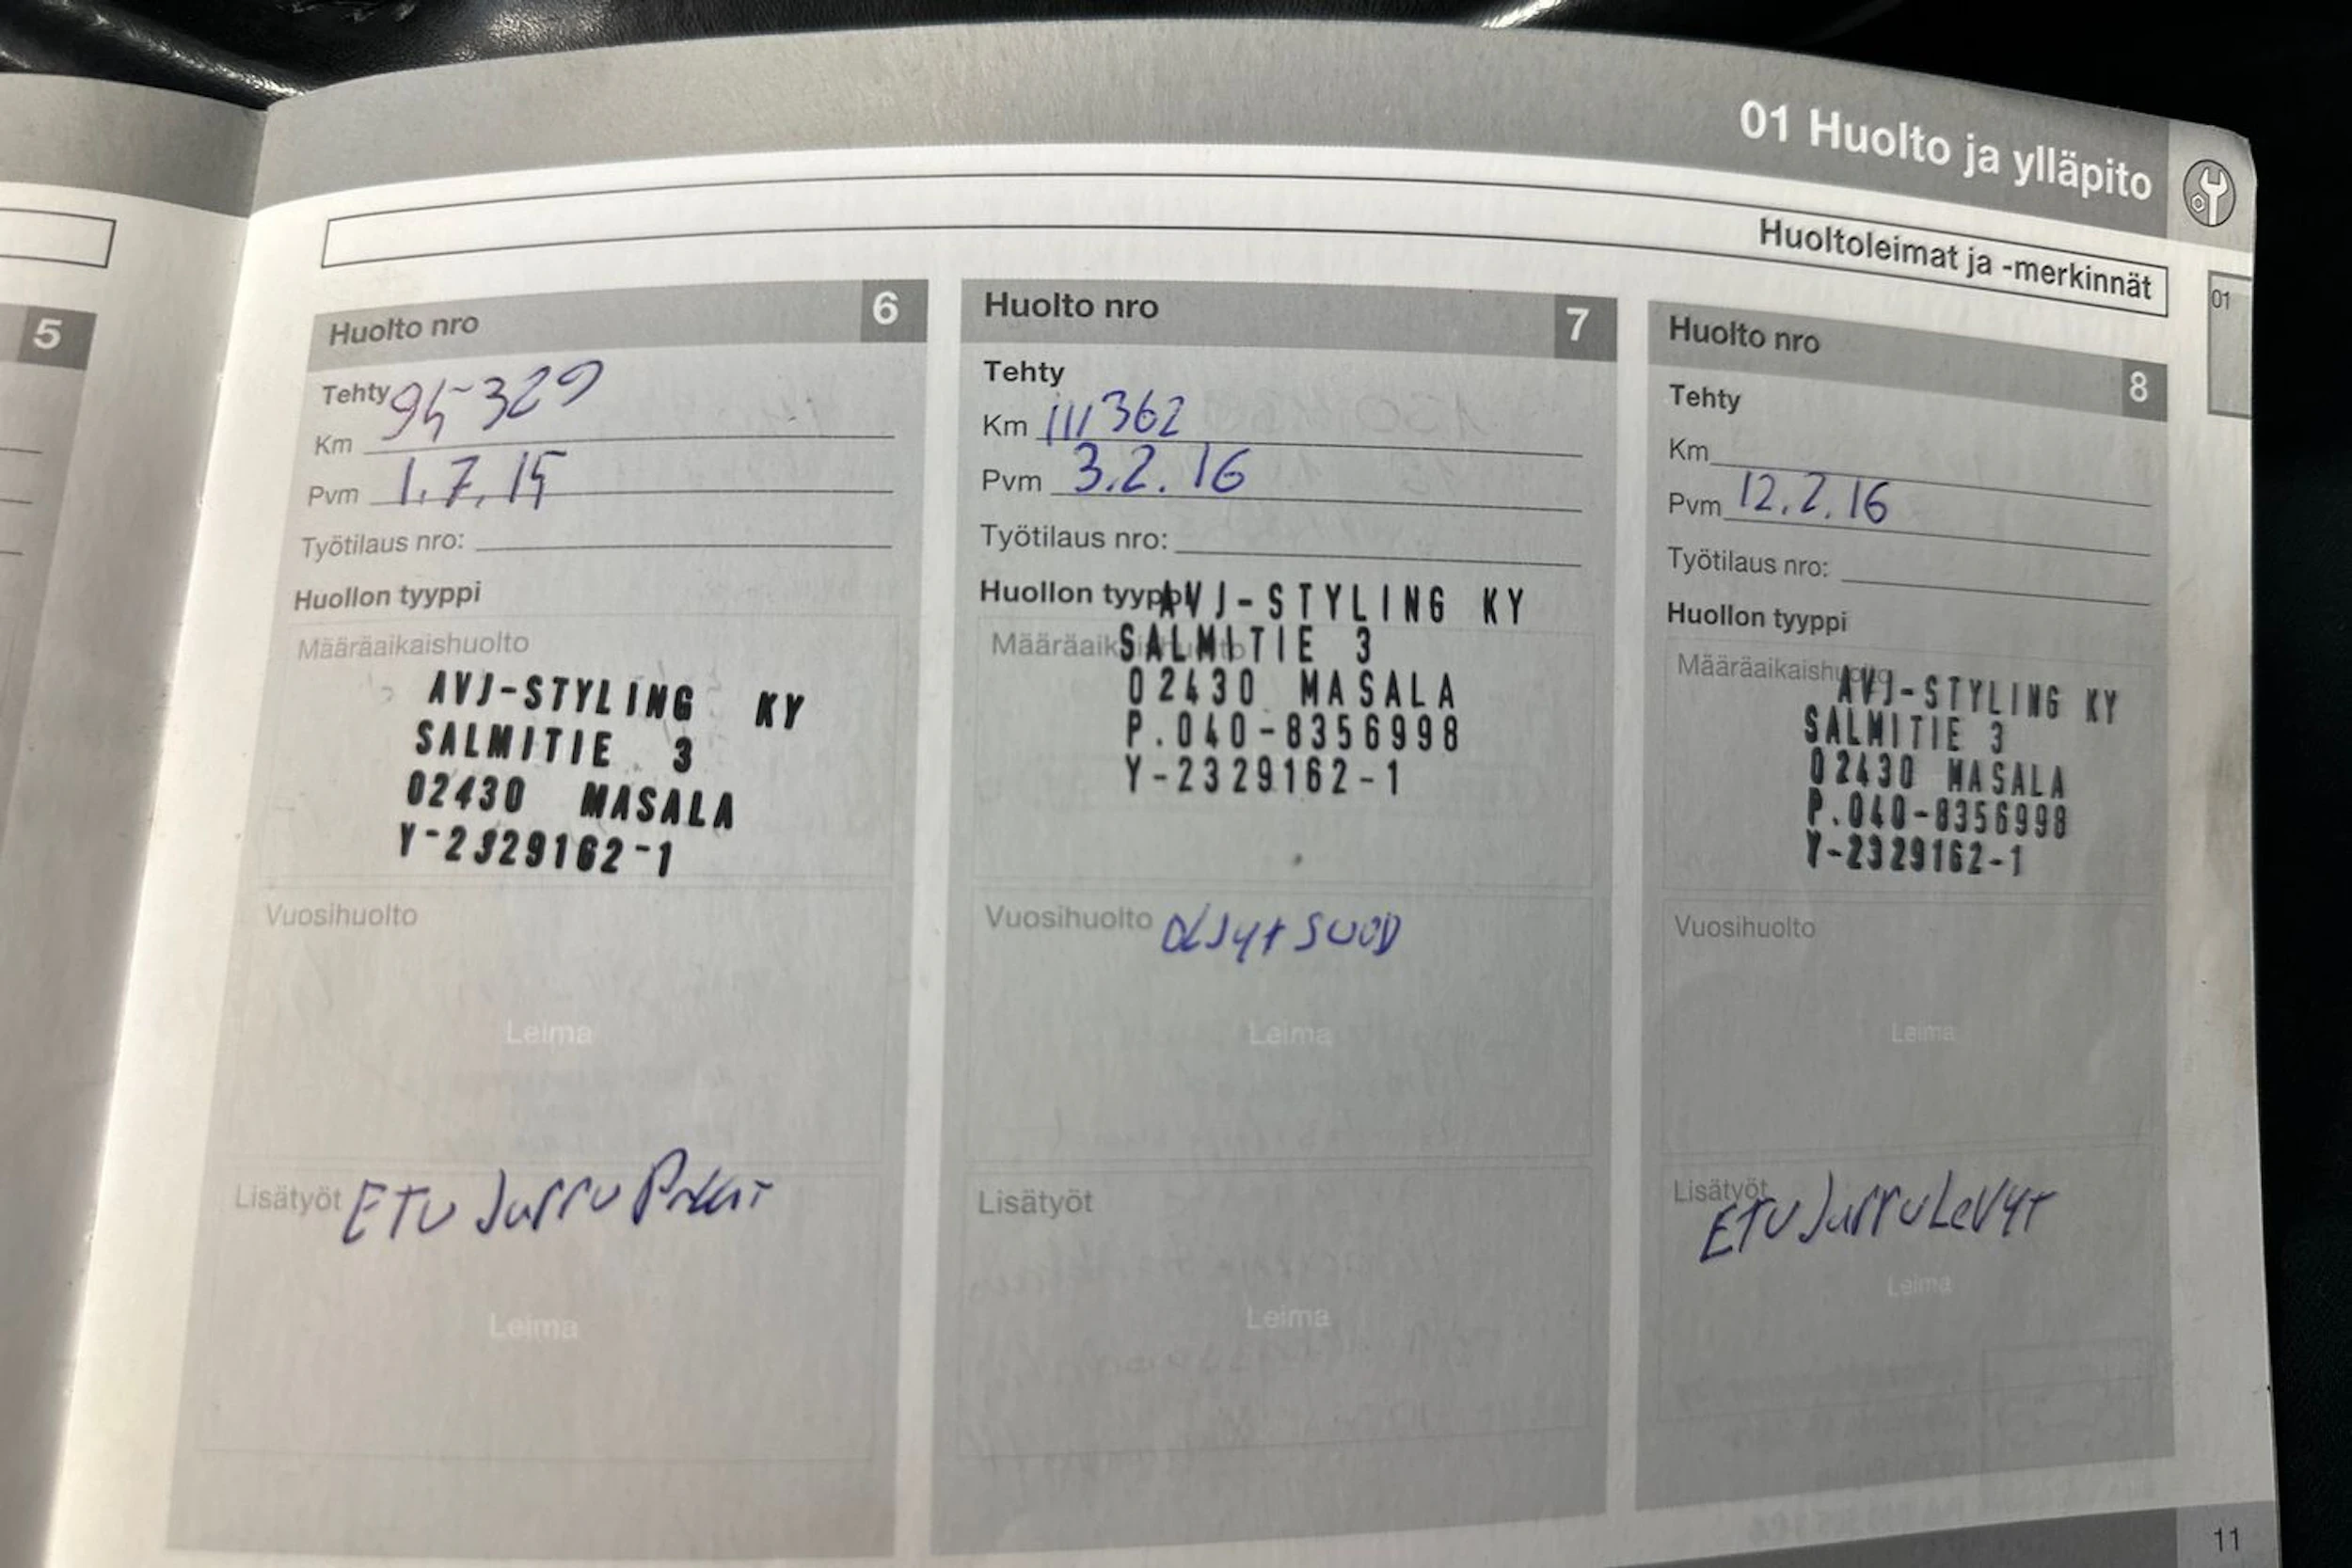 01 Huolto ja ylläpito
Huoltoleimat ja -merkinnät
01
5
Huolto nro 6
Tehty
Km 95329
Pvm 1.7.15
Työtilaus nro:
Huollon tyyppi
Määräaikaishuolto
AVJ-STYLING KY
SALMITIE 3
02430 MASALA
Y-2329162-1
Vuosihuolto
Leima
Lisätyöt ETU Jarru Palat
Leima
Huolto nro 7
Tehty
Km 111362
Pvm 3.2.16
Työtilaus nro:
Huollon tyyppi
AVJ-STYLING KY
Määräaikaishuolto
SALMITIE 3
02430 MASALA
P.040-8356998
Y-2329162-1
Vuosihuolto ölJyt SUOD
Leima
Lisätyöt
Leima
Huolto nro 8
Tehty
Km
Pvm 12.2.16
Työtilaus nro:
Huollon tyyppi
Määräaikaishuolto
AVJ-STYLING KY
SALMITIE 3
02430 MASALA
P.040-8356998
Y-2329162-1
Vuosihuolto
Leima
Lisätyöt
ETU JarruLeVyt
Leima
11